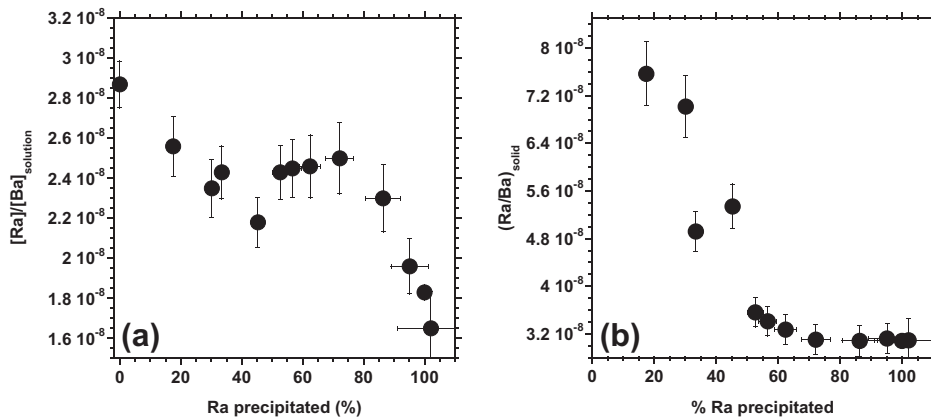 3.2 10⁻⁸
3 10⁻⁸
2.8 10⁻⁸
2.6 10⁻⁸
2.4 10⁻⁸
2.2 10⁻⁸
2 10⁻⁸
1.8 10⁻⁸
1.6 10⁻⁸
[Ra]/[Ba]solution
(a)
0 20 40 60 80 100
Ra precipitated (%)
8 10⁻⁸
7.2 10⁻⁸
6.4 10⁻⁸
5.6 10⁻⁸
4.8 10⁻⁸
4 10⁻⁸
3.2 10⁻⁸
(Ra/Ba)solid
(b)
0 20 40 60 80 100
% Ra precipitated